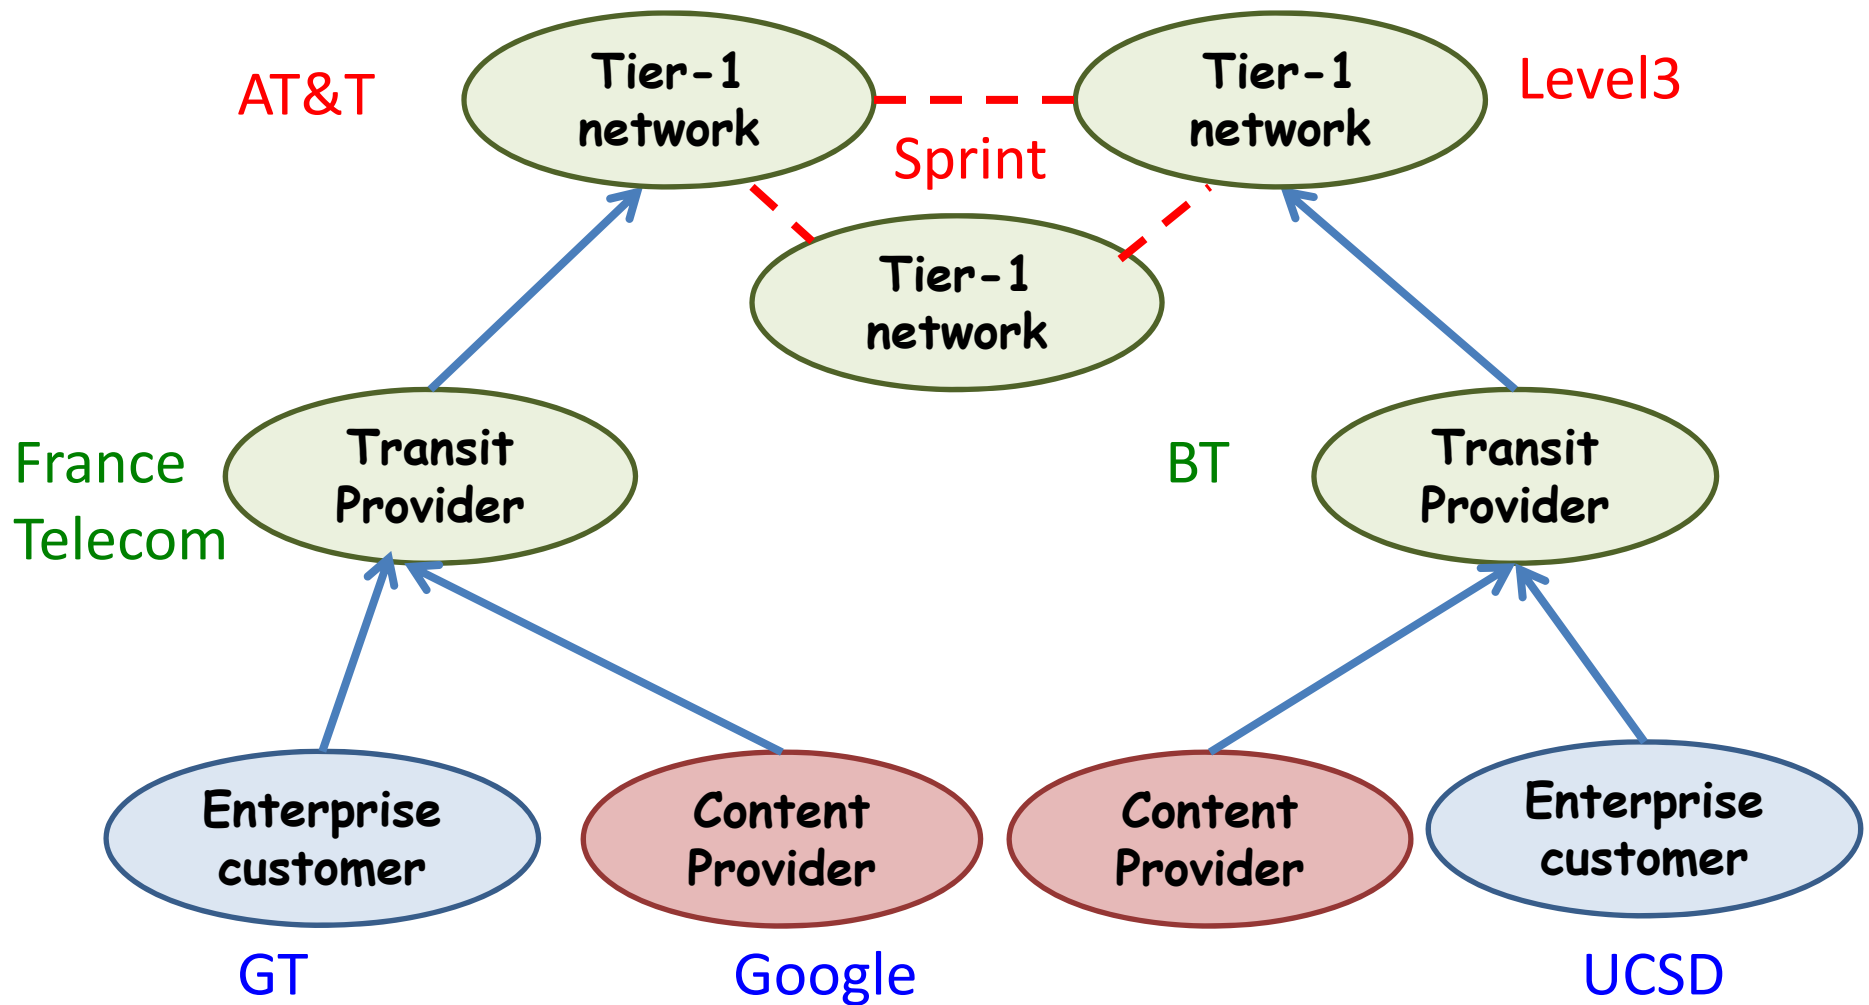 AT&T
Tier-1
network
Tier-1
network
Level3
Sprint
Tier-1
network
France
Telecom
Transit
Provider
BT
Transit
Provider
Enterprise
customer
Content
Provider
Content
Provider
Enterprise
customer
GT
Google
UCSD